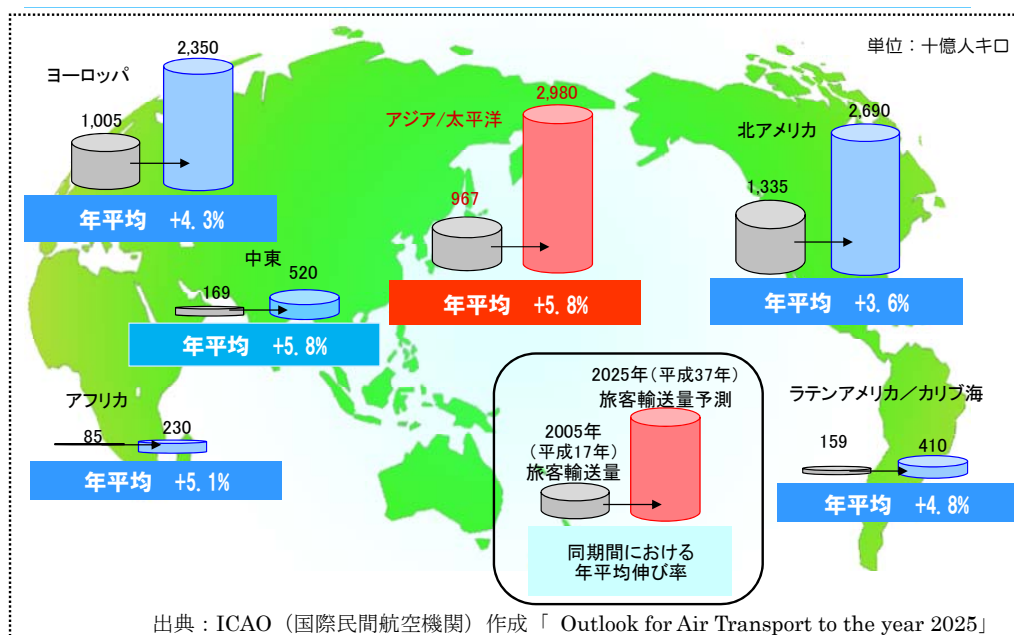 単位：十億人キロ
ヨーロッパ
1,005
2,350
年平均 +4.3%
アジア/太平洋
967
2,980
年平均 +5.8%
北アメリカ
1,335
2,690
年平均 +3.6%
中東
169
520
年平均 +5.8%
アフリカ
85
230
年平均 +5.1%
ラテンアメリカ／カリブ海
159
410
年平均 +4.8%
2025年(平成37年)
旅客輸送量予測
2005年
(平成17年)
旅客輸送量
同期間における
年平均伸び率
出典：ICAO（国際民間航空機関）作成「 Outlook for Air Transport to the year 2025」